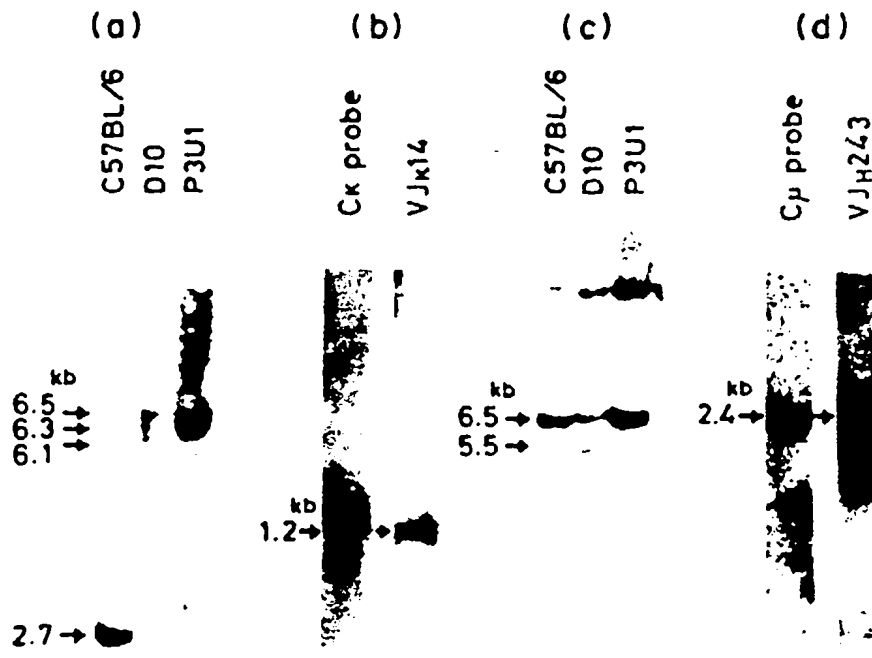 (a)
C57BL/6
D10
P3U1
kb
6.5→
6.3→
6.1→
2.7→
(b)
Cκ probe
VJκ14
kb
1.2→
(c)
C57BL/6
D10
P3U1
kb
6.5→
5.5→
(d)
Cμ probe
VJH243
kb
2.4→